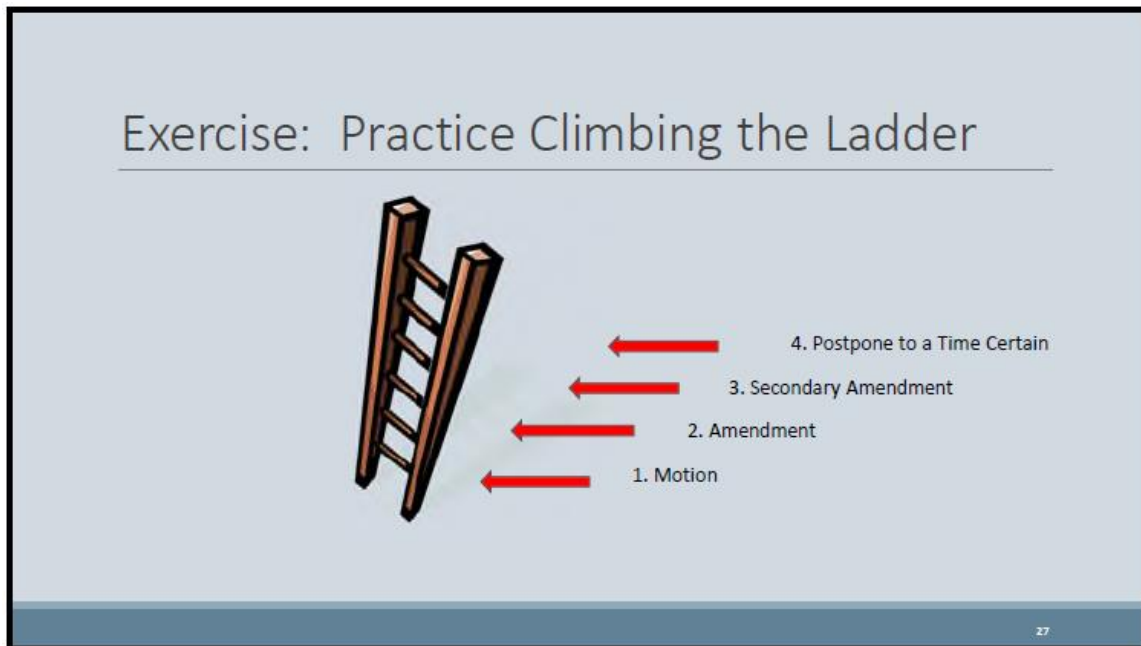 Exercise: Practice Climbing the Ladder
4. Postpone to a Time Certain
3. Secondary Amendment
2. Amendment
1. Motion
27